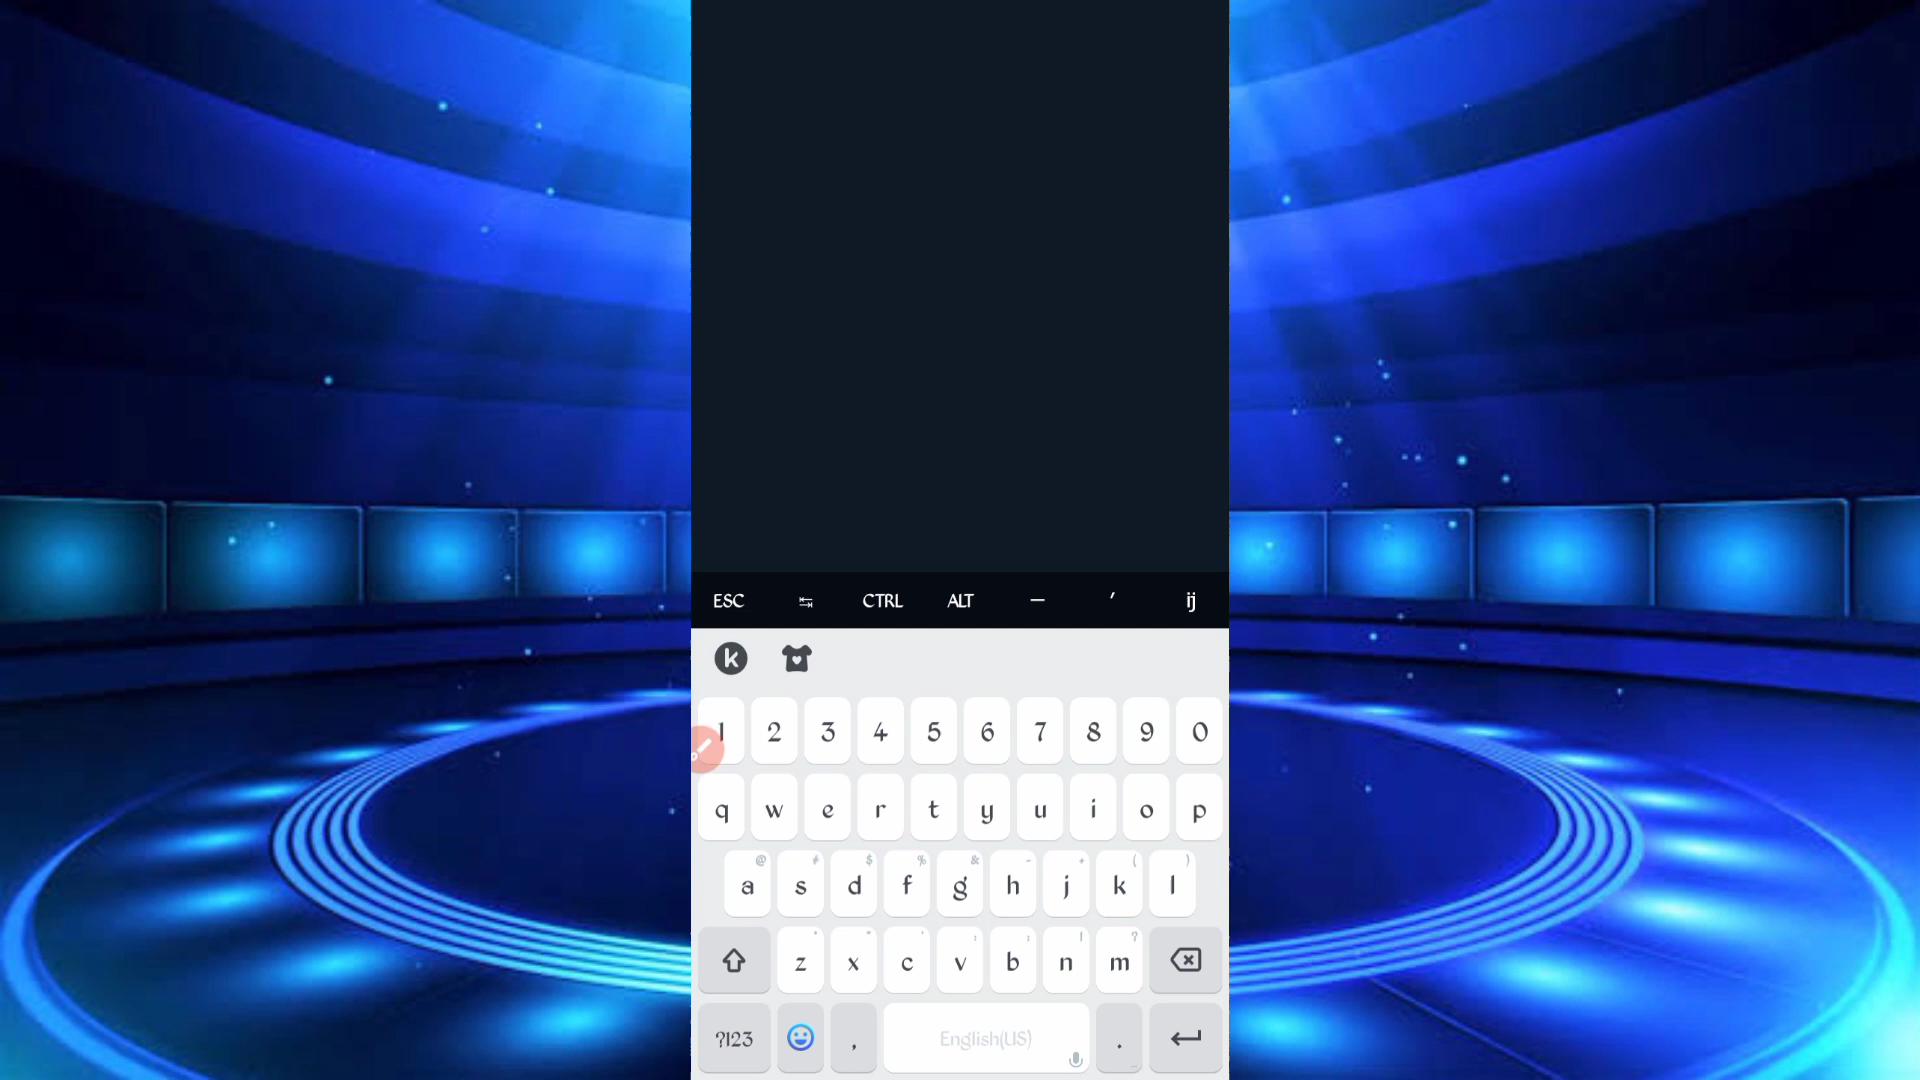 ESC ↹ CTRL ALT — ′ ij
k
1 2 3 4 5 6 7 8 9 0
q w e r t y u i o p
@ # $ % & - + ( )
a s d f g h j k l
* " ' : ; ! ?
z x c v b n m
?123 , English(US) .